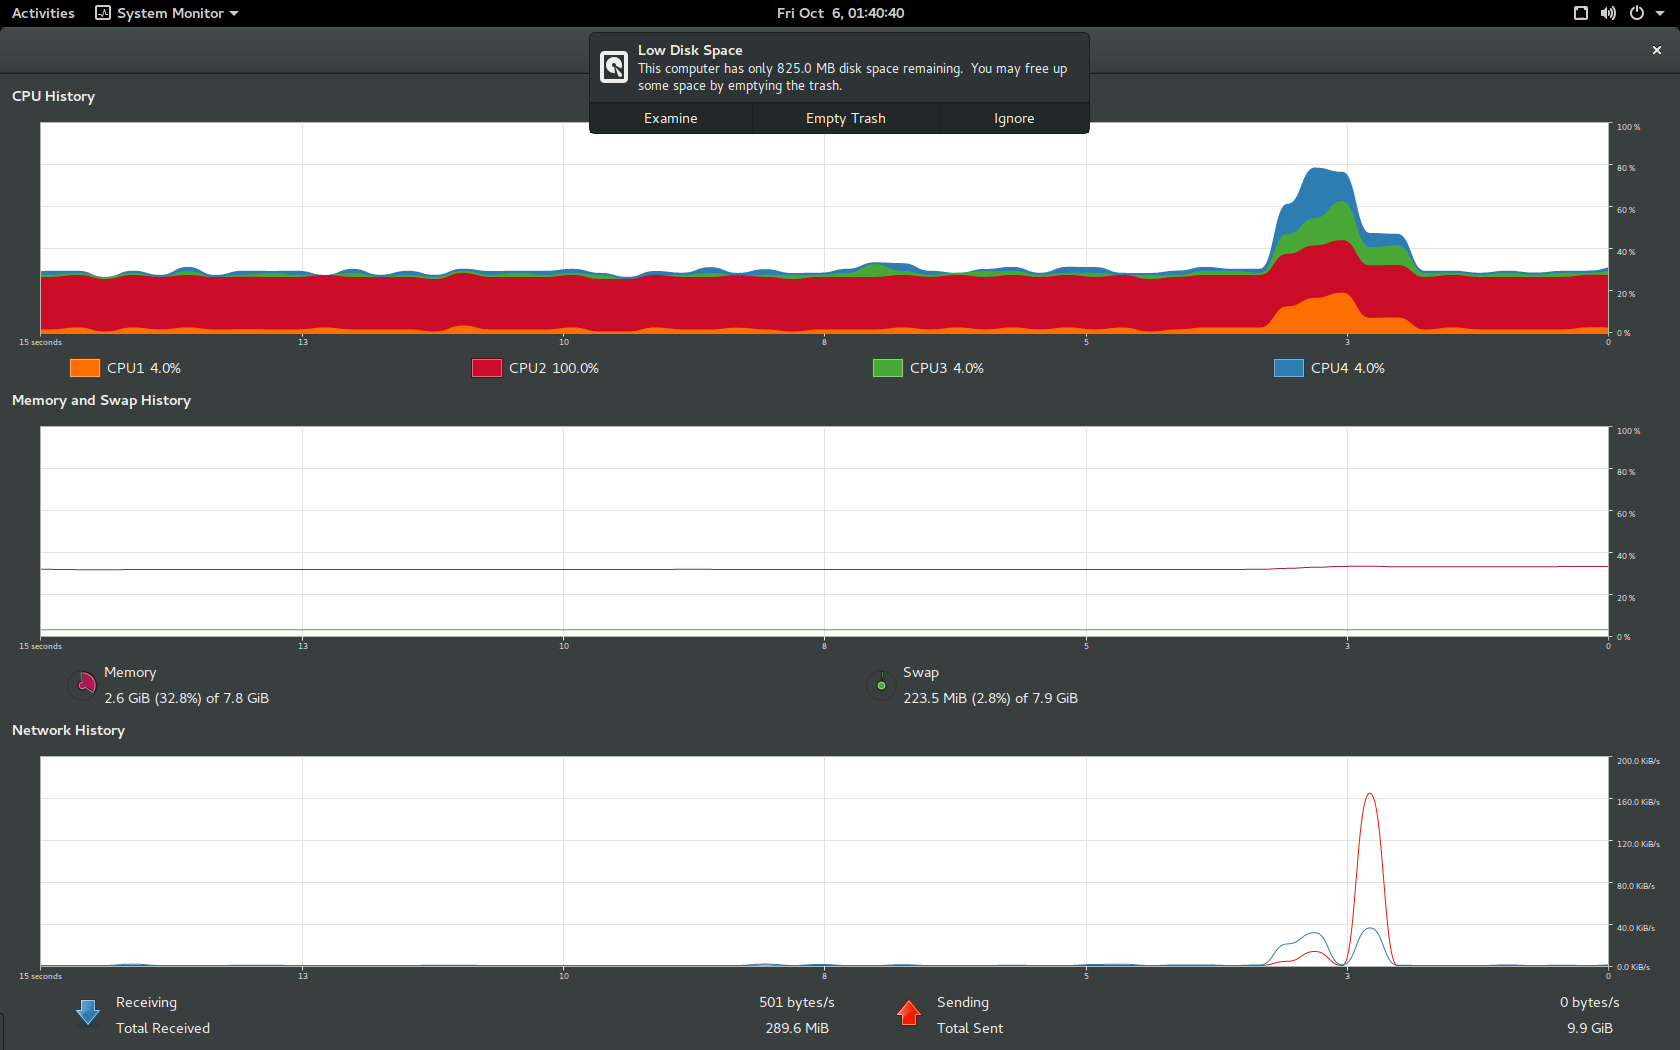 Activities
System Monitor
Fri Oct 6, 01:40:40
Low Disk Space
This computer has only 825.0 MB disk space remaining. You may free up
some space by emptying the trash.
Examine
Empty Trash
Ignore
CPU History
100 %
80 %
60 %
40 %
20 %
0 %
15 seconds
13
10
8
5
3
0
CPU1 4.0%
CPU2 100.0%
CPU3 4.0%
CPU4 4.0%
Memory and Swap History
100 %
80 %
60 %
40 %
20 %
0 %
15 seconds
13
10
8
5
3
0
Memory
2.6 GiB (32.8%) of 7.8 GiB
Swap
223.5 MiB (2.8%) of 7.9 GiB
Network History
200.0 KiB/s
160.0 KiB/s
120.0 KiB/s
80.0 KiB/s
40.0 KiB/s
0.0 KiB/s
15 seconds
13
10
8
5
3
0
Receiving
501 bytes/s
Total Received
289.6 MiB
Sending
0 bytes/s
Total Sent
9.9 GiB